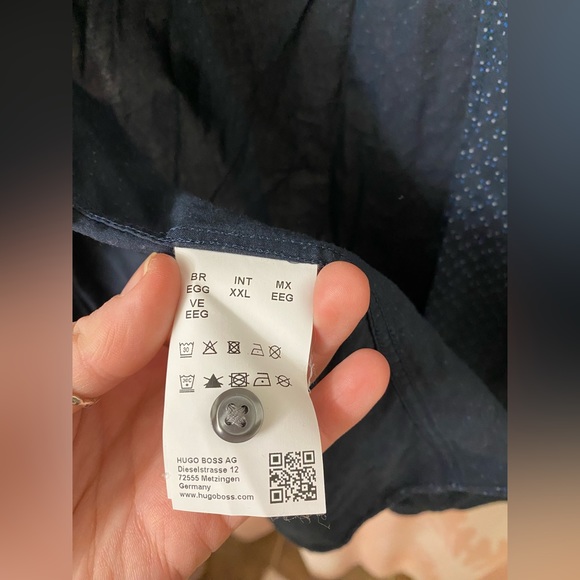 BR INT MX
EGG XXL EEG
VE
EEG
HUGO BOSS AG
Dieselstrasse 12
72555 Metzingen
Germany
www.hugoboss.com